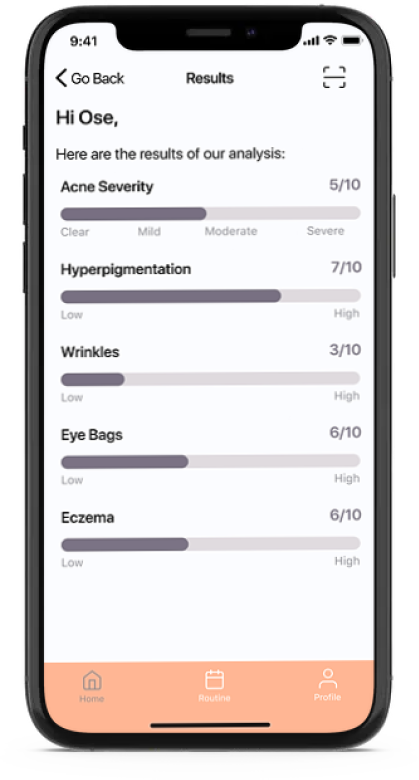 9:41
Go Back Results
Hi Ose,
Here are the results of our analysis:
Acne Severity 5/10
Clear Mild Moderate Severe
Hyperpigmentation 7/10
Low High
Wrinkles 3/10
Low High
Eye Bags 6/10
Low High
Eczema 6/10
Low High
Home Routine Profile